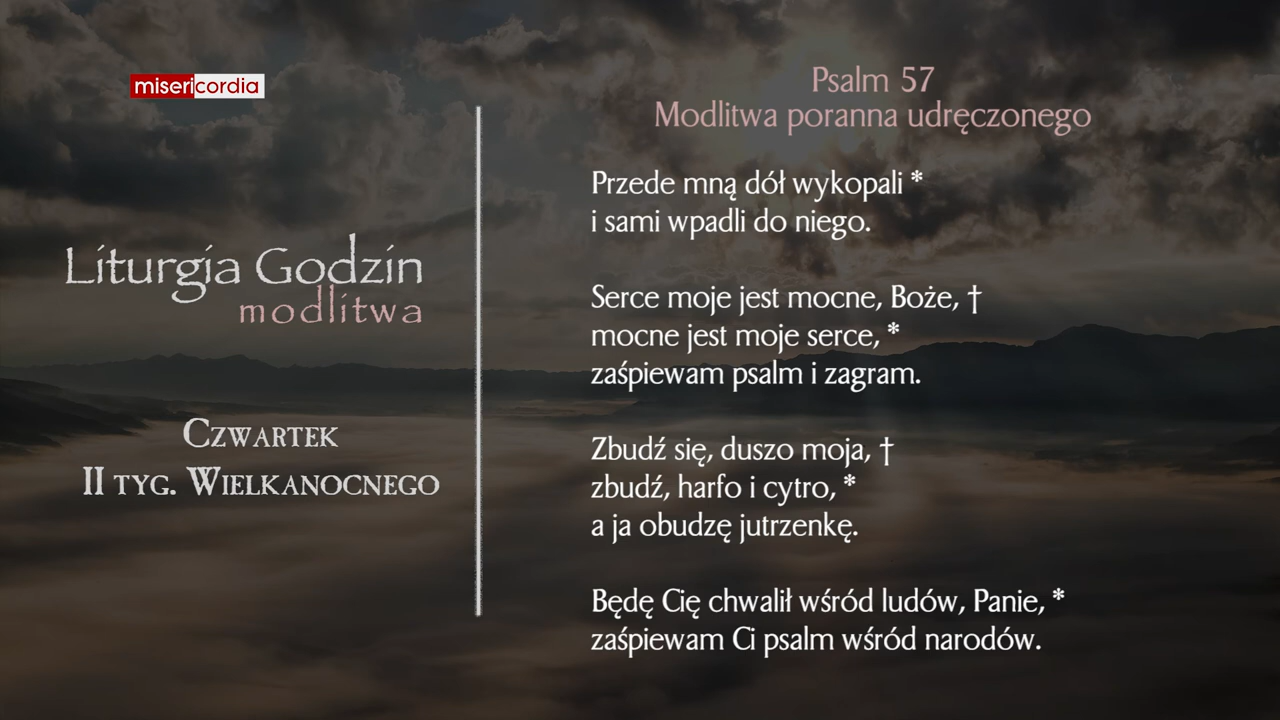 misericordia
Liturgia Godzin
modlitwa
Czwartek
II tyg. Wielkanocnego
Psalm 57
Modlitwa poranna udręczonego
Przede mną dół wykopali *
i sami wpadli do niego.
Serce moje jest mocne, Boże, †
mocne jest moje serce, *
zaśpiewam psalm i zagram.
Zbudź się, duszo moja, †
zbudź, harfo i cytro, *
a ja obudzę jutrzenkę.
Będę Cię chwalił wśród ludów, Panie, *
zaśpiewam Ci psalm wśród narodów.